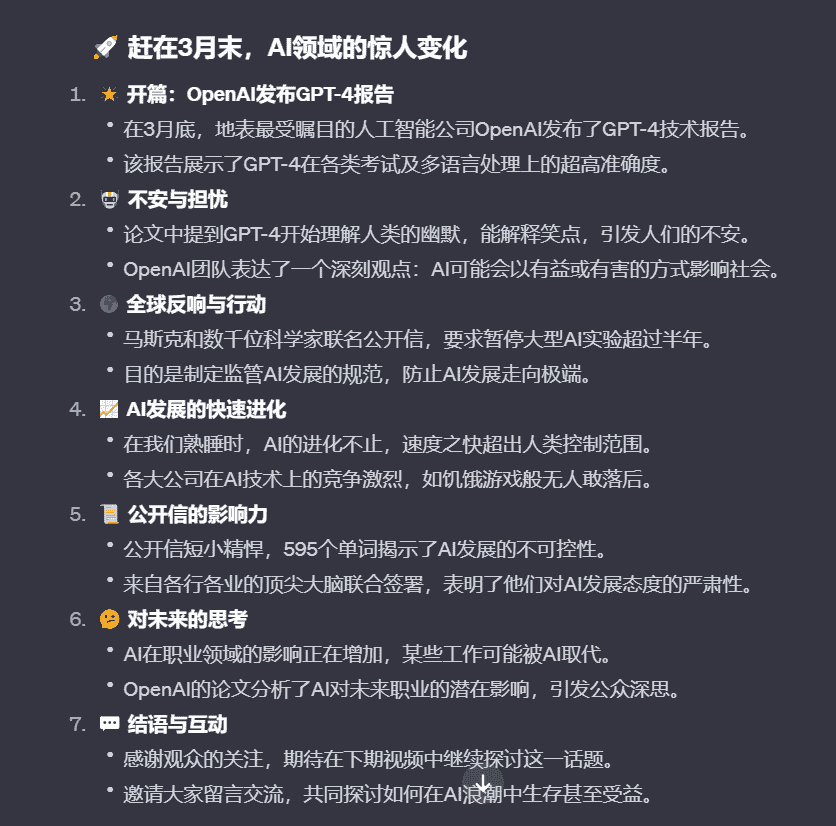 🚀 赶在3月末，AI领域的惊人变化
1. 🌟 开篇：OpenAI发布GPT-4报告
• 在3月底，地表最受瞩目的人工智能公司OpenAI发布了GPT-4技术报告。
• 该报告展示了GPT-4在各类考试及多语言处理上的超高准确度。
2. 🤖 不安与担忧
• 论文中提到GPT-4开始理解人类的幽默，能解释笑点，引发人们的不安。
• OpenAI团队表达了一个深刻观点：AI可能会以有益或有害的方式影响社会。
3. 🌍 全球反响与行动
• 马斯克和数千位科学家联名公开信，要求暂停大型AI实验超过半年。
• 目的是制定监管AI发展的规范，防止AI发展走向极端。
4. 📈 AI发展的快速进化
• 在我们熟睡时，AI的进化不止，速度之快超出人类控制范围。
• 各大公司在AI技术上的竞争激烈，如饥饿游戏般无人敢落后。
5. 📜 公开信的影响力
• 公开信短小精悍，595个单词揭示了AI发展的不可控性。
• 来自各行各业的顶尖大脑联合签署，表明了他们对AI发展态度的严肃性。
6. 🤔 对未来的思考
• AI在职业领域的影响正在增加，某些工作可能被AI取代。
• OpenAI的论文分析了AI对未来职业的潜在影响，引发公众深思。
7. 💬 结语与互动
• 感谢观众的关注，期待在下期视频中继续探讨这一话题。
• 邀请大家留言交流，共同探讨如何在AI浪潮中生存甚至受益。